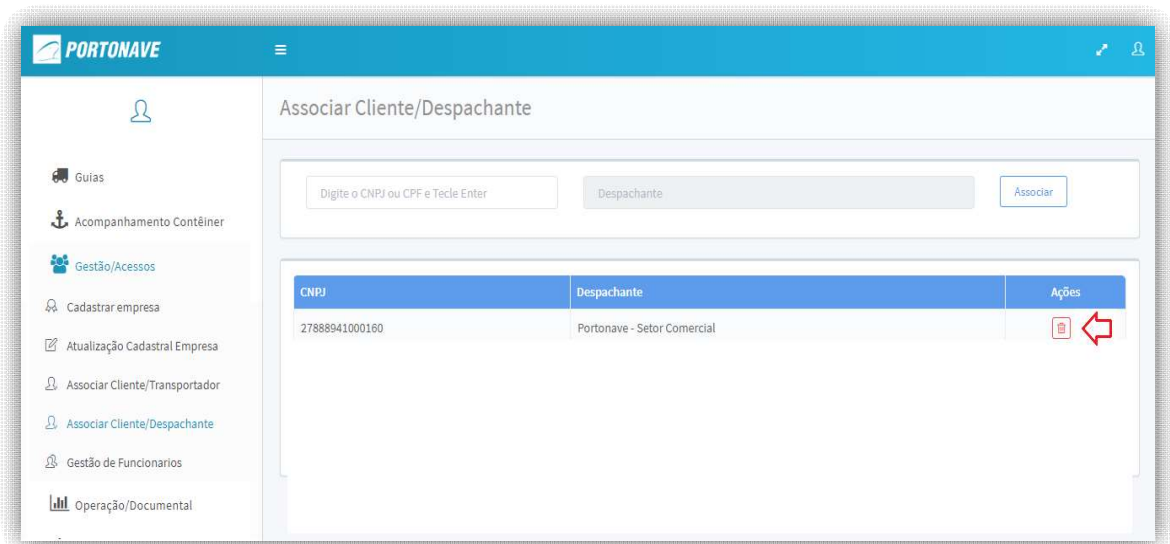 PORTONAVE
Associar Cliente/Despachante
Guias
Acompanhamento Contêiner
Gestão/Acessos
Cadastrar empresa
Atualização Cadastral Empresa
Associar Cliente/Transportador
Associar Cliente/Despachante
Gestão de Funcionarios
Operação/Documental
Digite o CNPJ ou CPF e Tecle Enter
Despachante
Associar
CNPJ Despachante Ações
27888941000160 Portonave - Setor Comercial